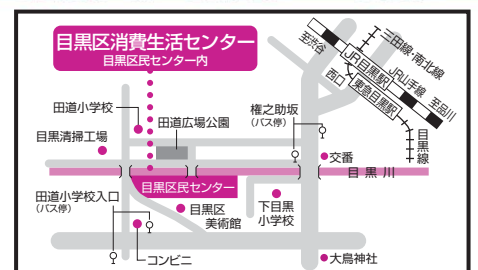 目黒区消費生活センター
目黒区民センター内
至渋谷
三田線・南北線
JR目黒駅
西口
東急目黒駅
JR山手線
至品川
目黒線
田道小学校
田道広場公園
権之助坂
(バス停)
目黒清掃工場
交番
目黒川
田道小学校入口
(バス停)
目黒区民センター
目黒区
美術館
下目黒
小学校
コンビニ
大鳥神社